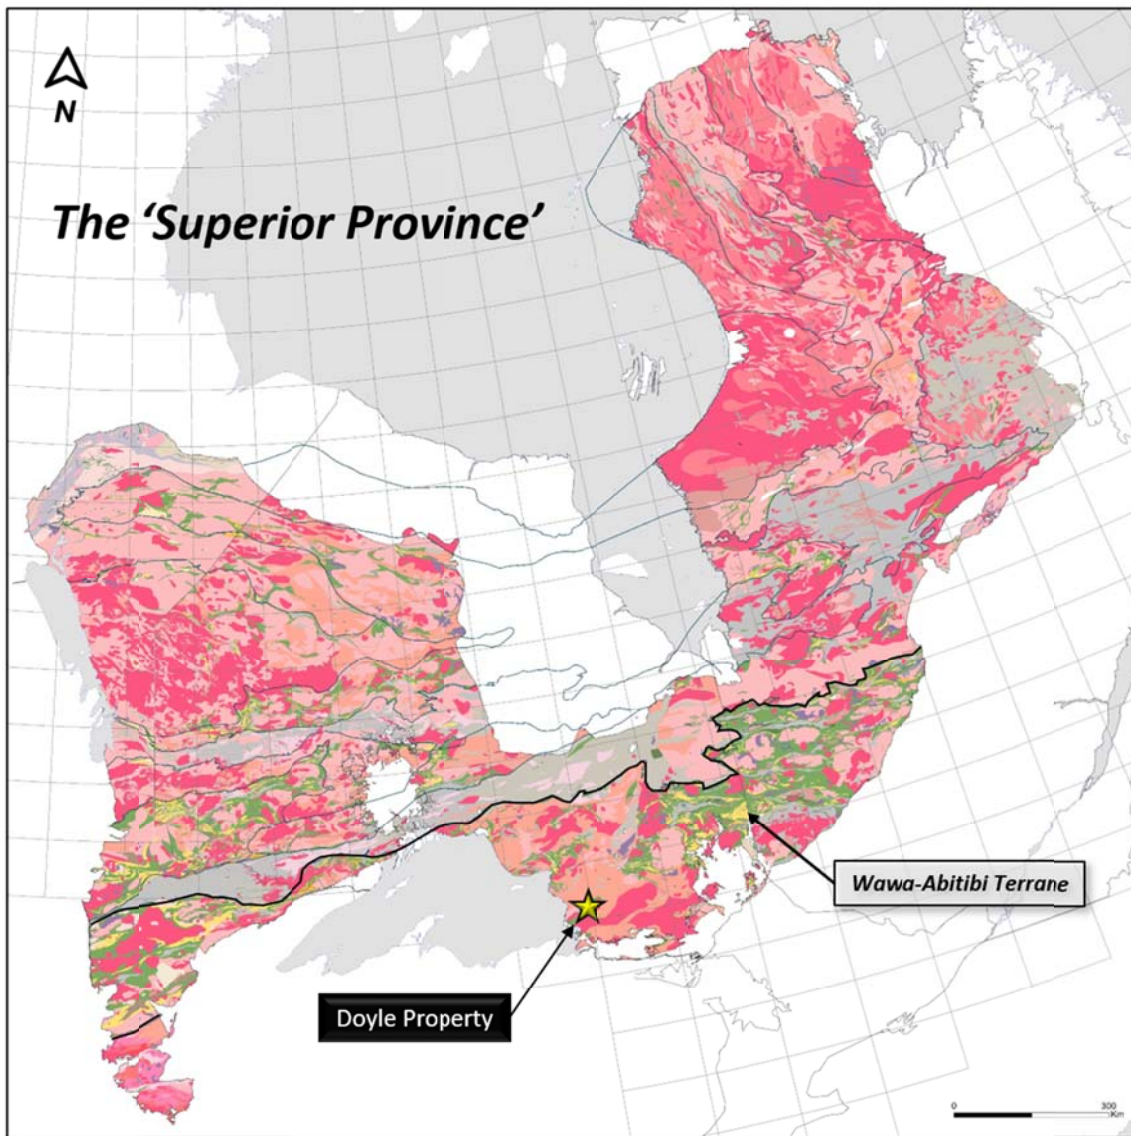 N
The ‘Superior Province’
Wawa-Abitibi Terrane
Doyle Property
0 300
Km